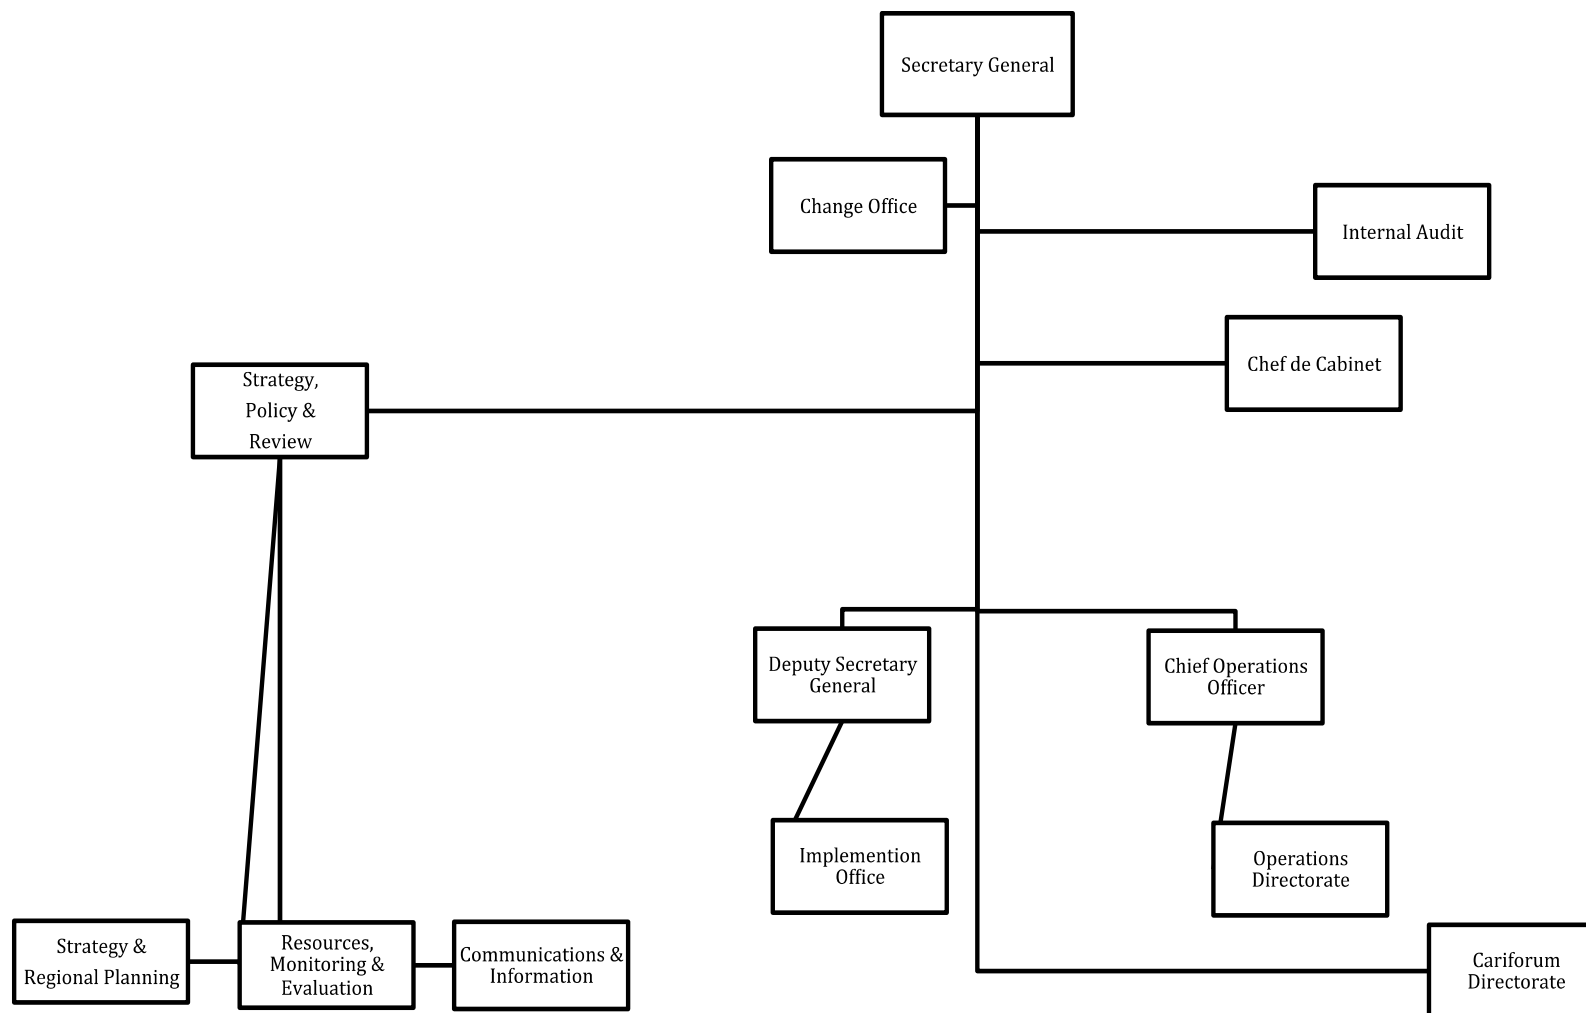 Secretary General
Change Office
Internal Audit
Chef de Cabinet
Strategy,
Policy &
Review
Deputy Secretary
General
Chief Operations
Officer
Implemention
Office
Operations
Directorate
Strategy &
Regional Planning
Resources,
Monitoring &
Evaluation
Communications &
Information
Cariforum
Directorate